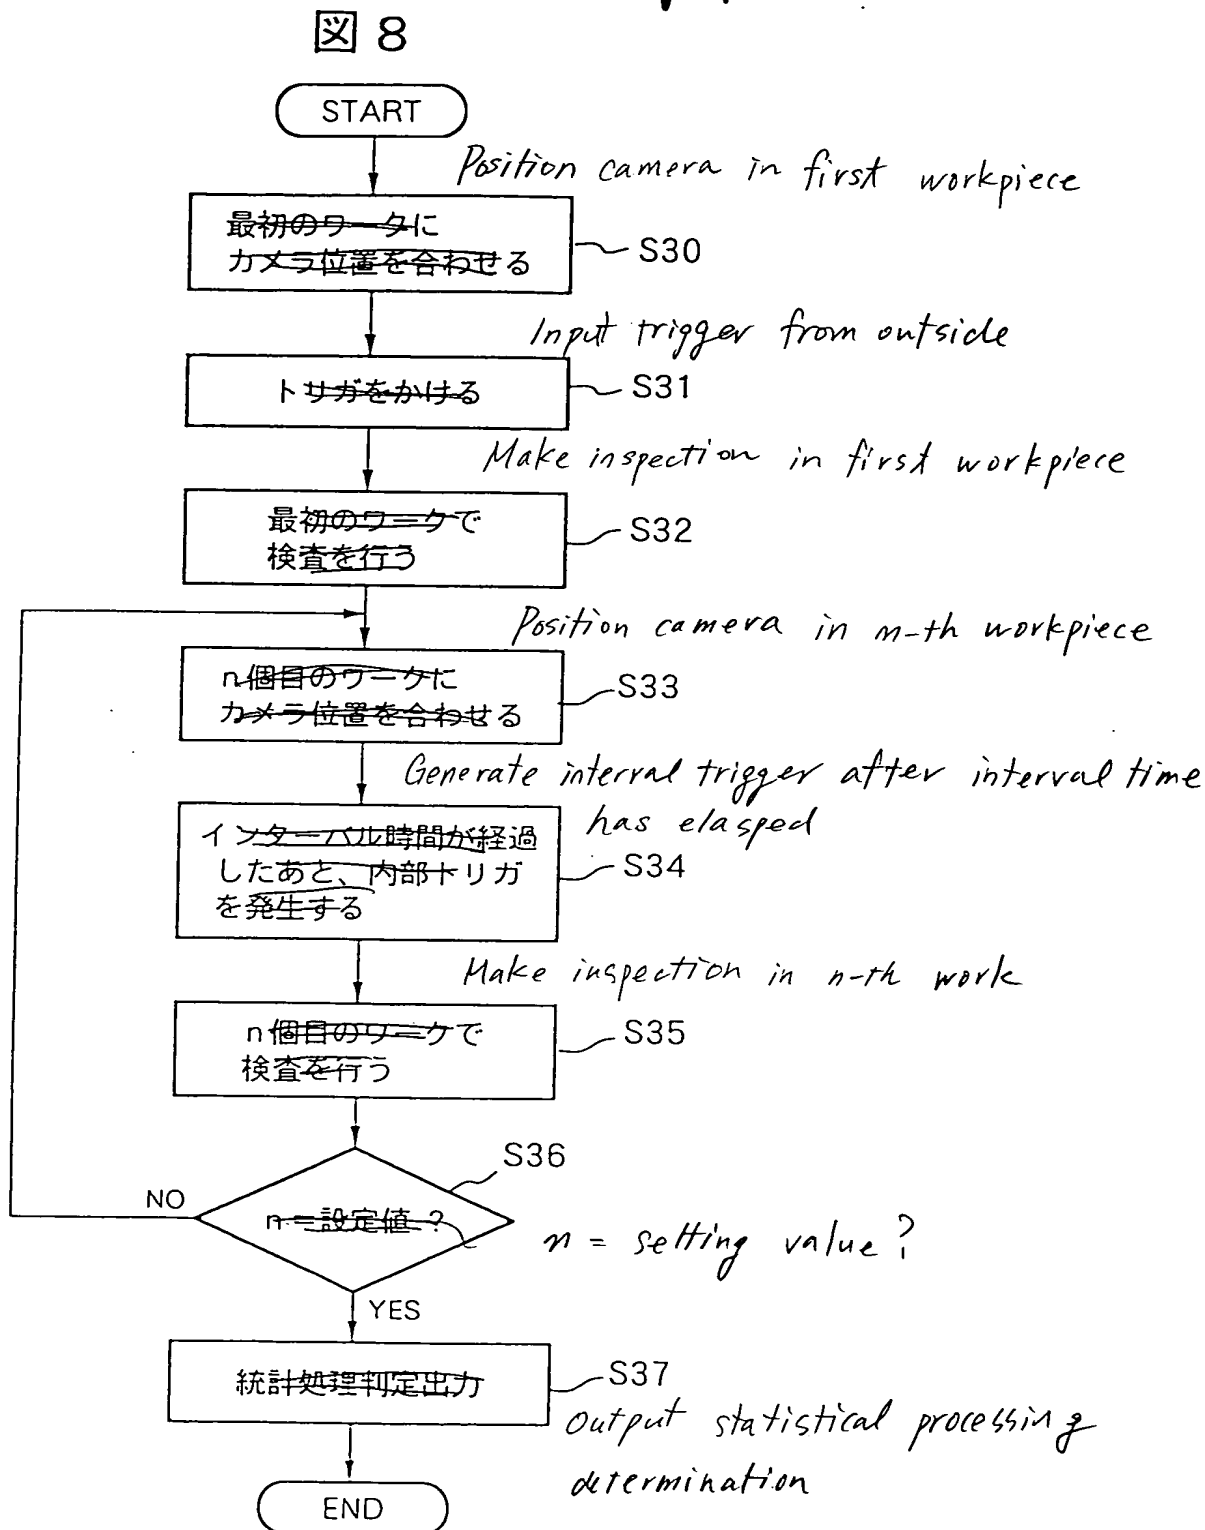 図 8
START
Position camera in first workpiece
最初のワークに
カメラ位置を合わせる
S30
Input trigger from outside
トリガをかける
S31
Make inspection in first workpiece
最初のワークで
検査を行う
S32
Position camera in n-th workpiece
n個目のワークに
カメラ位置を合わせる
S33
Generate interval trigger after interval time
has elasped
インターバル時間が経過
したあと、内部トリガ
を発生する
S34
Make inspection in n-th work
n個目のワークで
検査を行う
S35
S36
NO
n=設定値?
n = setting value?
YES
統計処理判定出力
S37
Output statistical processing
determination
END